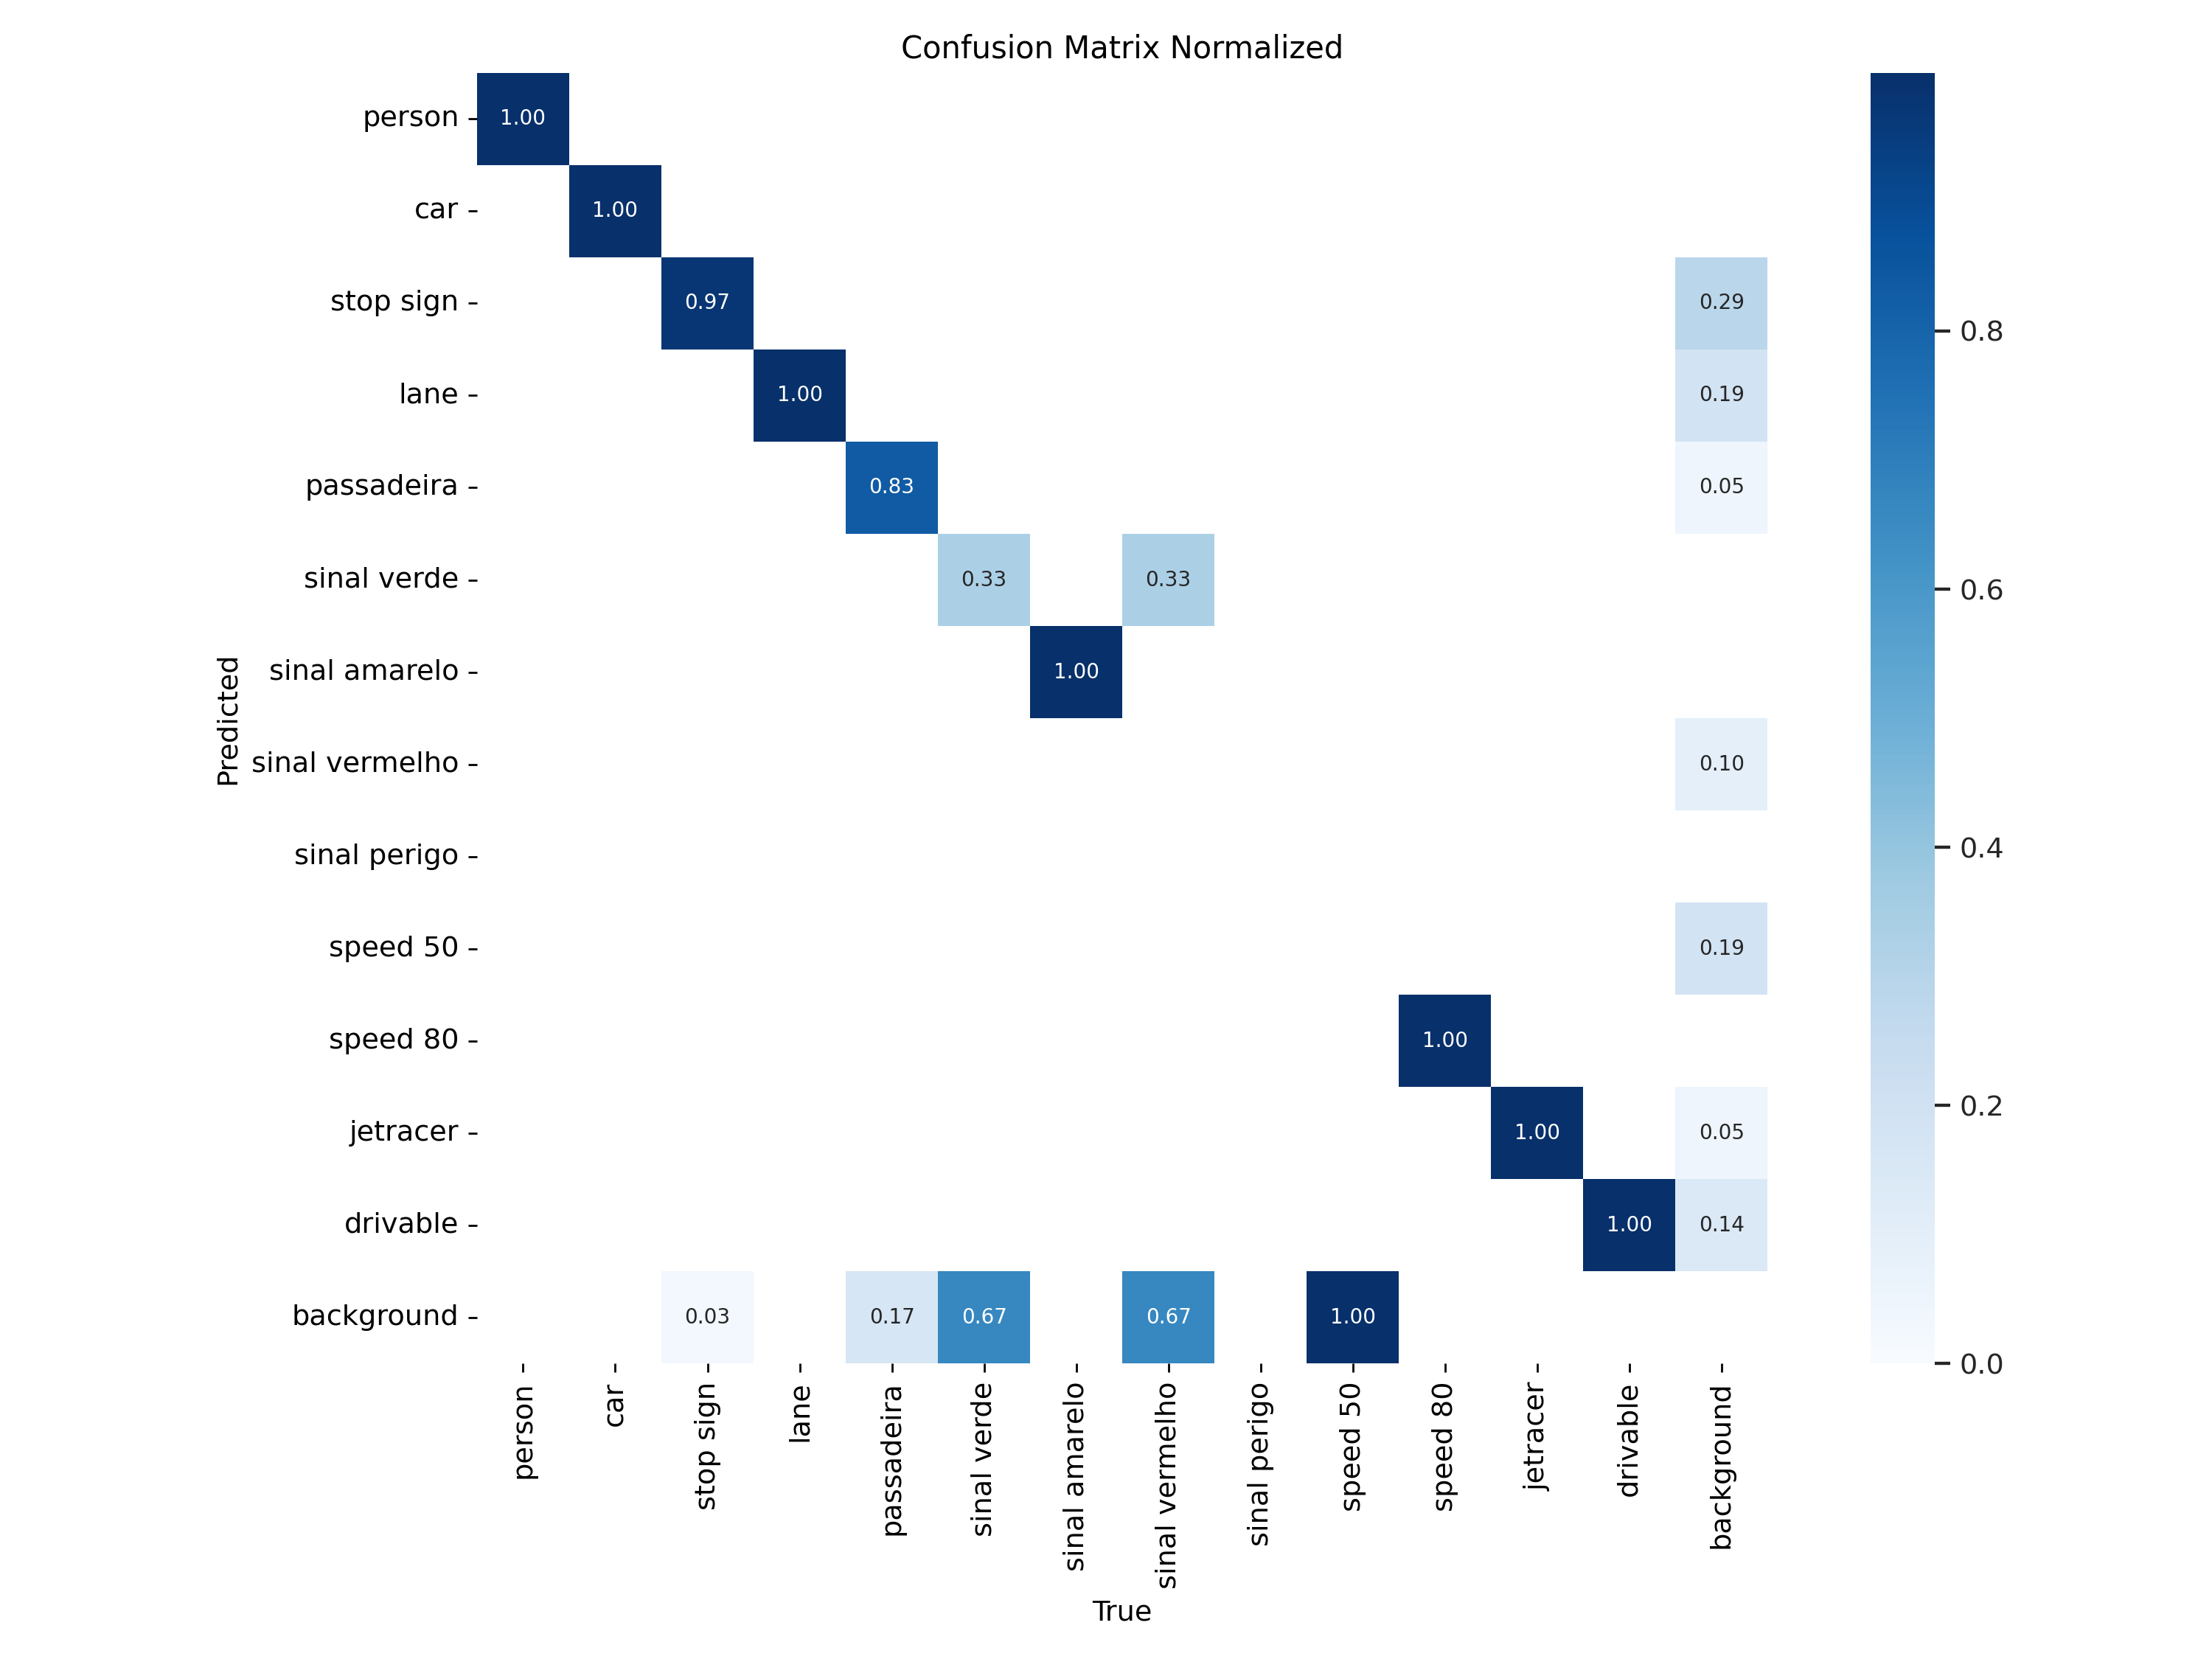 Confusion Matrix Normalized
person 1.00
car 1.00
stop sign 0.97 0.29
lane 1.00 0.19
passadeira 0.83 0.05
sinal verde 0.33 0.33
sinal amarelo 1.00
sinal vermelho 0.10
sinal perigo
speed 50 0.19
speed 80 1.00
jetracer 1.00 0.05
drivable 1.00 0.14
background 0.03 0.17 0.67 0.67 1.00
Predicted
person
car
stop sign
lane
passadeira
sinal verde
sinal amarelo
sinal vermelho
sinal perigo
speed 50
speed 80
jetracer
drivable
background
True
0.8
0.6
0.4
0.2
0.0